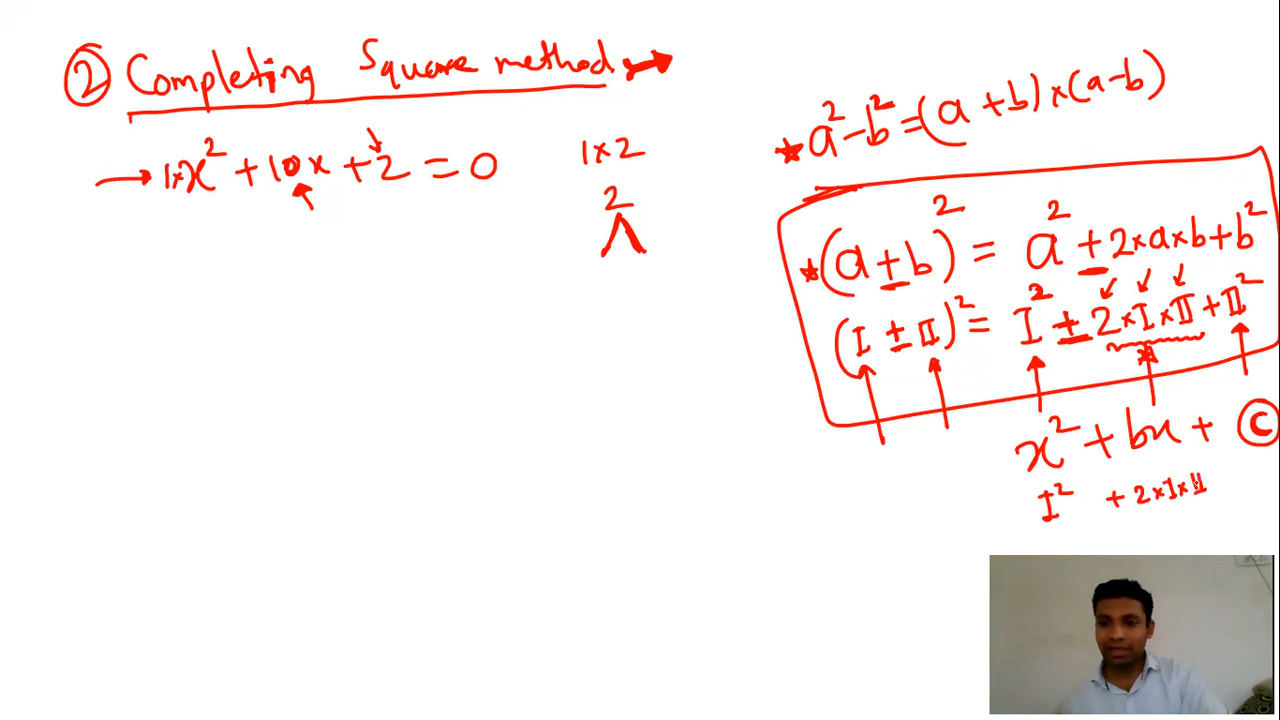 ② Completing Square method →
→ 1×x² + 10x + 2 = 0
1×2
2
* a² - b² = (a + b) × (a - b)
* (a ± b)² = a² ± 2×a×b + b²
(I ± II)² = I² ± 2×I×II + II²
x² + bx + ©
I² + 2×I×II